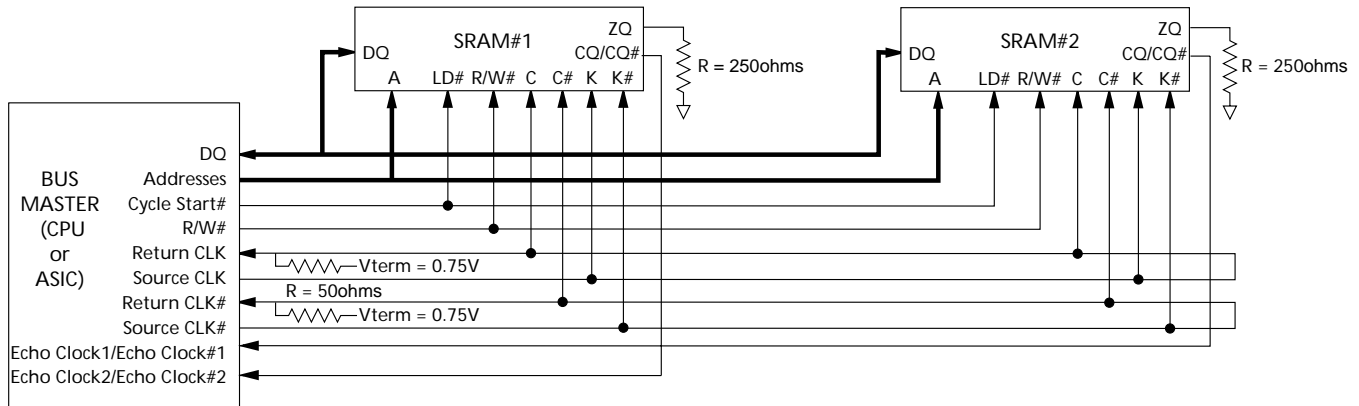 SRAM#1
ZQ
DQ
CQ/CQ#
A LD# R/W# C C# K K#
R = 250ohms
SRAM#2
ZQ
DQ
CQ/CQ#
A LD# R/W# C C# K K#
R = 250ohms
BUS
MASTER
(CPU
or
ASIC)
DQ
Addresses
Cycle Start#
R/W#
Return CLK
Source CLK
Return CLK#
Source CLK#
Echo Clock1/Echo Clock#1
Echo Clock2/Echo Clock#2
Vterm = 0.75V
R = 50ohms
Vterm = 0.75V